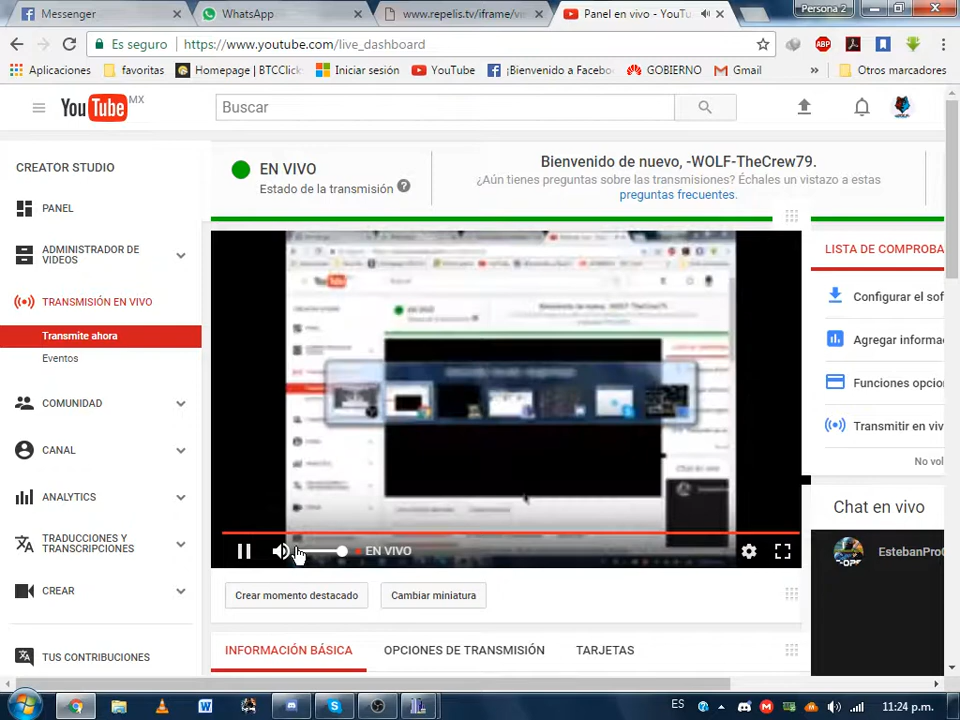 Messenger
WhatsApp
www.repelis.tv/iframe/
Panel en vivo - YouTu
Persona 2
Es seguro
https://www.youtube.com/live_dashboard
ABP
Aplicaciones
favoritas
Homepage | BTCClic
Iniciar sesión
YouTube
¡Bienvenido a Facebo
GOBIERNO
Gmail
»
Otros marcadores
YouTube MX
Buscar
CREATOR STUDIO
PANEL
ADMINISTRADOR DE
VIDEOS
TRANSMISIÓN EN VIVO
Transmite ahora
Eventos
COMUNIDAD
CANAL
ANALYTICS
TRADUCCIONES Y
TRANSCRIPCIONES
CREAR
TUS CONTRIBUCIONES
EN VIVO
Estado de la transmisión ?
Bienvenido de nuevo, -WOLF-TheCrew79.
¿Aún tienes preguntas sobre las transmisiones? Échales un vistazo a estas
preguntas frecuentes.
EN VIVO
Crear momento destacado
Cambiar miniatura
INFORMACIÓN BÁSICA
OPCIONES DE TRANSMISIÓN
TARJETAS
LISTA DE COMPROBA
Configurar el sof
Agregar informa
Funciones opcio
Transmitir en viv
No vol
Chat en vivo
EstebanPro
ES
11:24 p.m.